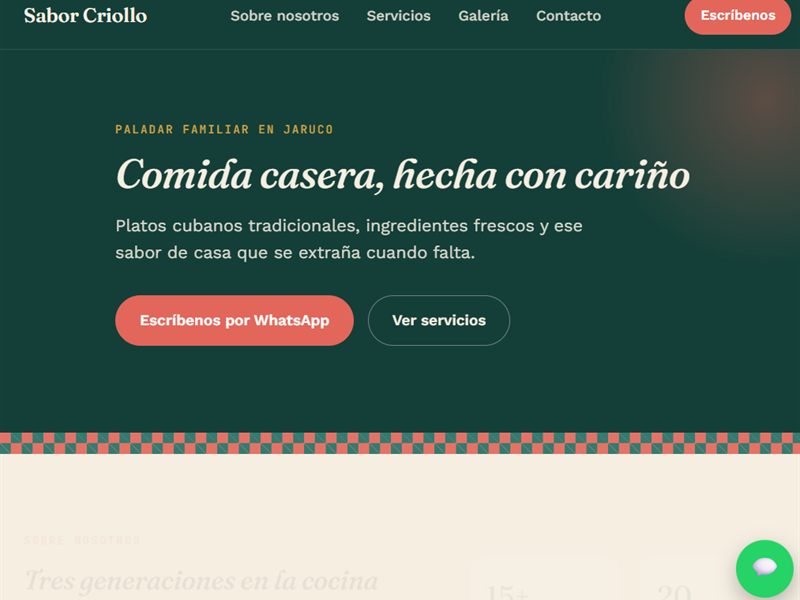 Sabor Criollo
Sobre nosotros
Servicios
Galería
Contacto
Escríbenos
PALADAR FAMILIAR EN JARUCO
Comida casera, hecha con cariño
Platos cubanos tradicionales, ingredientes frescos y ese
sabor de casa que se extraña cuando falta.
Escríbenos por WhatsApp
Ver servicios
SOBRE NOSOTROS
Tres generaciones en la cocina
15+
20